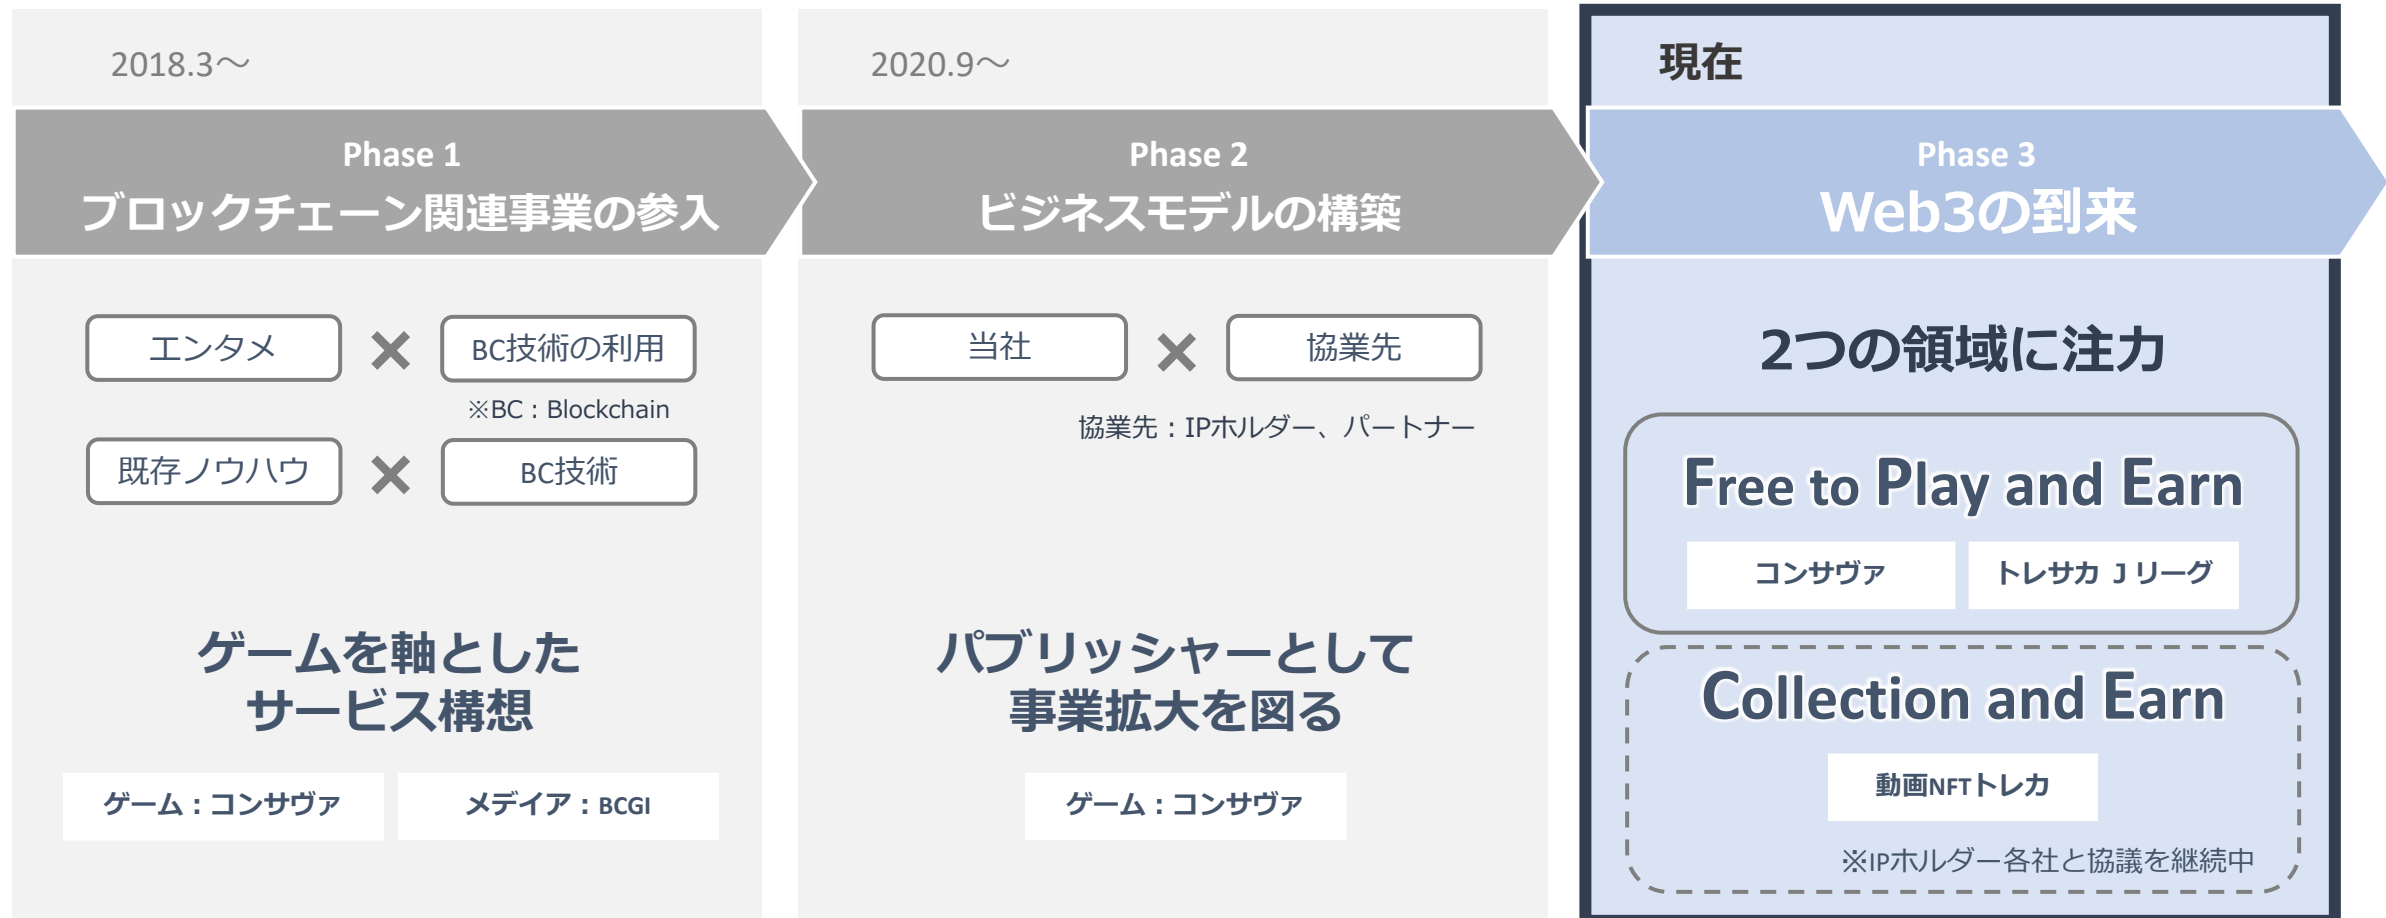 2018.3～
Phase 1
ブロックチェーン関連事業の参入
エンタメ
×
BC技術の利用
※BC：Blockchain
既存ノウハウ
×
BC技術
ゲームを軸とした
サービス構想
ゲーム：コンサヴァ
メデイア：BCGI
2020.9～
Phase 2
ビジネスモデルの構築
当社
×
協業先
協業先：IPホルダー、パートナー
パブリッシャーとして
事業拡大を図る
ゲーム：コンサヴァ
現在
Phase 3
Web3の到来
2つの領域に注力
Free to Play and Earn
コンサヴァ
トレサカ Jリーグ
Collection and Earn
動画NFTトレカ
※IPホルダー各社と協議を継続中